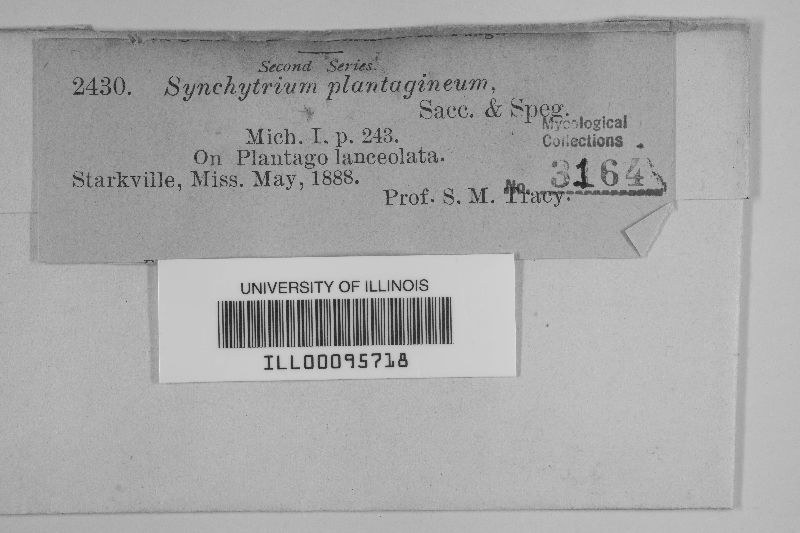 Second Series.
2430. Synchytrium plantagineum,
Sacc. & Speg.
Mich. I. p. 243.
On Plantago lanceolata.
Starkville, Miss. May, 1888.
Prof. S. M. Tracy.
Mycological
Collections
No. 3164
UNIVERSITY OF ILLINOIS
ILL00095718